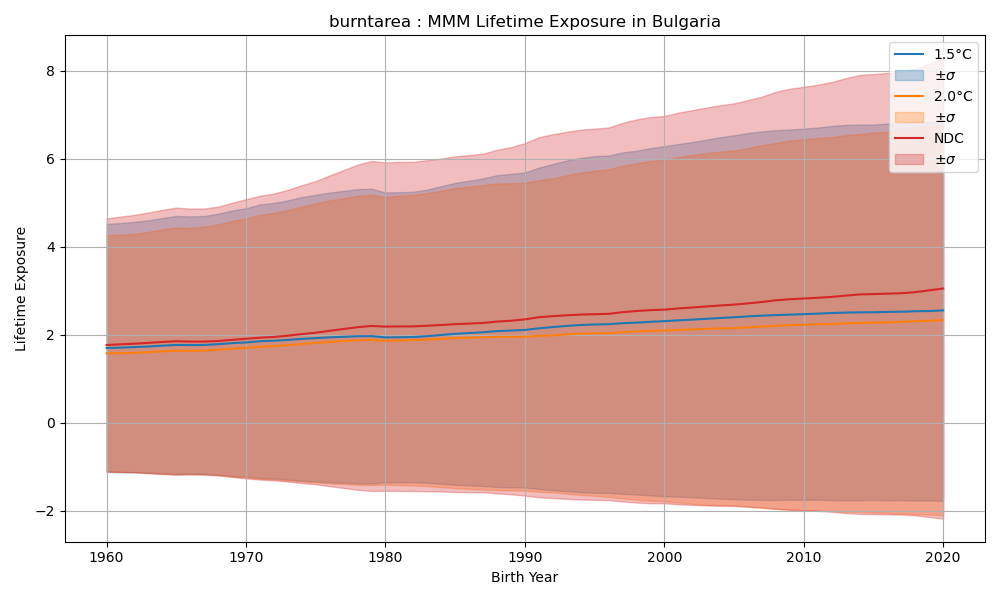 burntarea : MMM Lifetime Exposure in Bulgaria
1.5°C
±σ
2.0°C
±σ
NDC
±σ
8
6
4
2
0
−2
Lifetime Exposure
1960 1970 1980 1990 2000 2010 2020
Birth Year